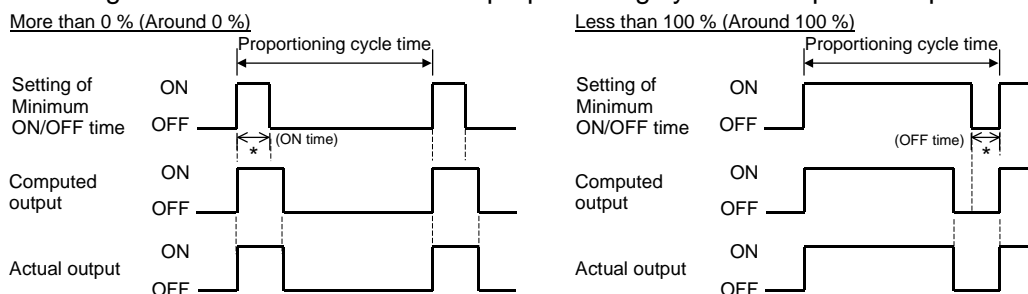 More than 0 % (Around 0 %)
Proportioning cycle time
Setting of
Minimum
ON/OFF time
ON
OFF
(ON time)
*
Computed
output
ON
OFF
Actual output
ON
OFF
Less than 100 % (Around 100 %)
Proportioning cycle time
Setting of
Minimum
ON/OFF time
ON
OFF
(OFF time)
*
Computed
output
ON
OFF
Actual output
ON
OFF